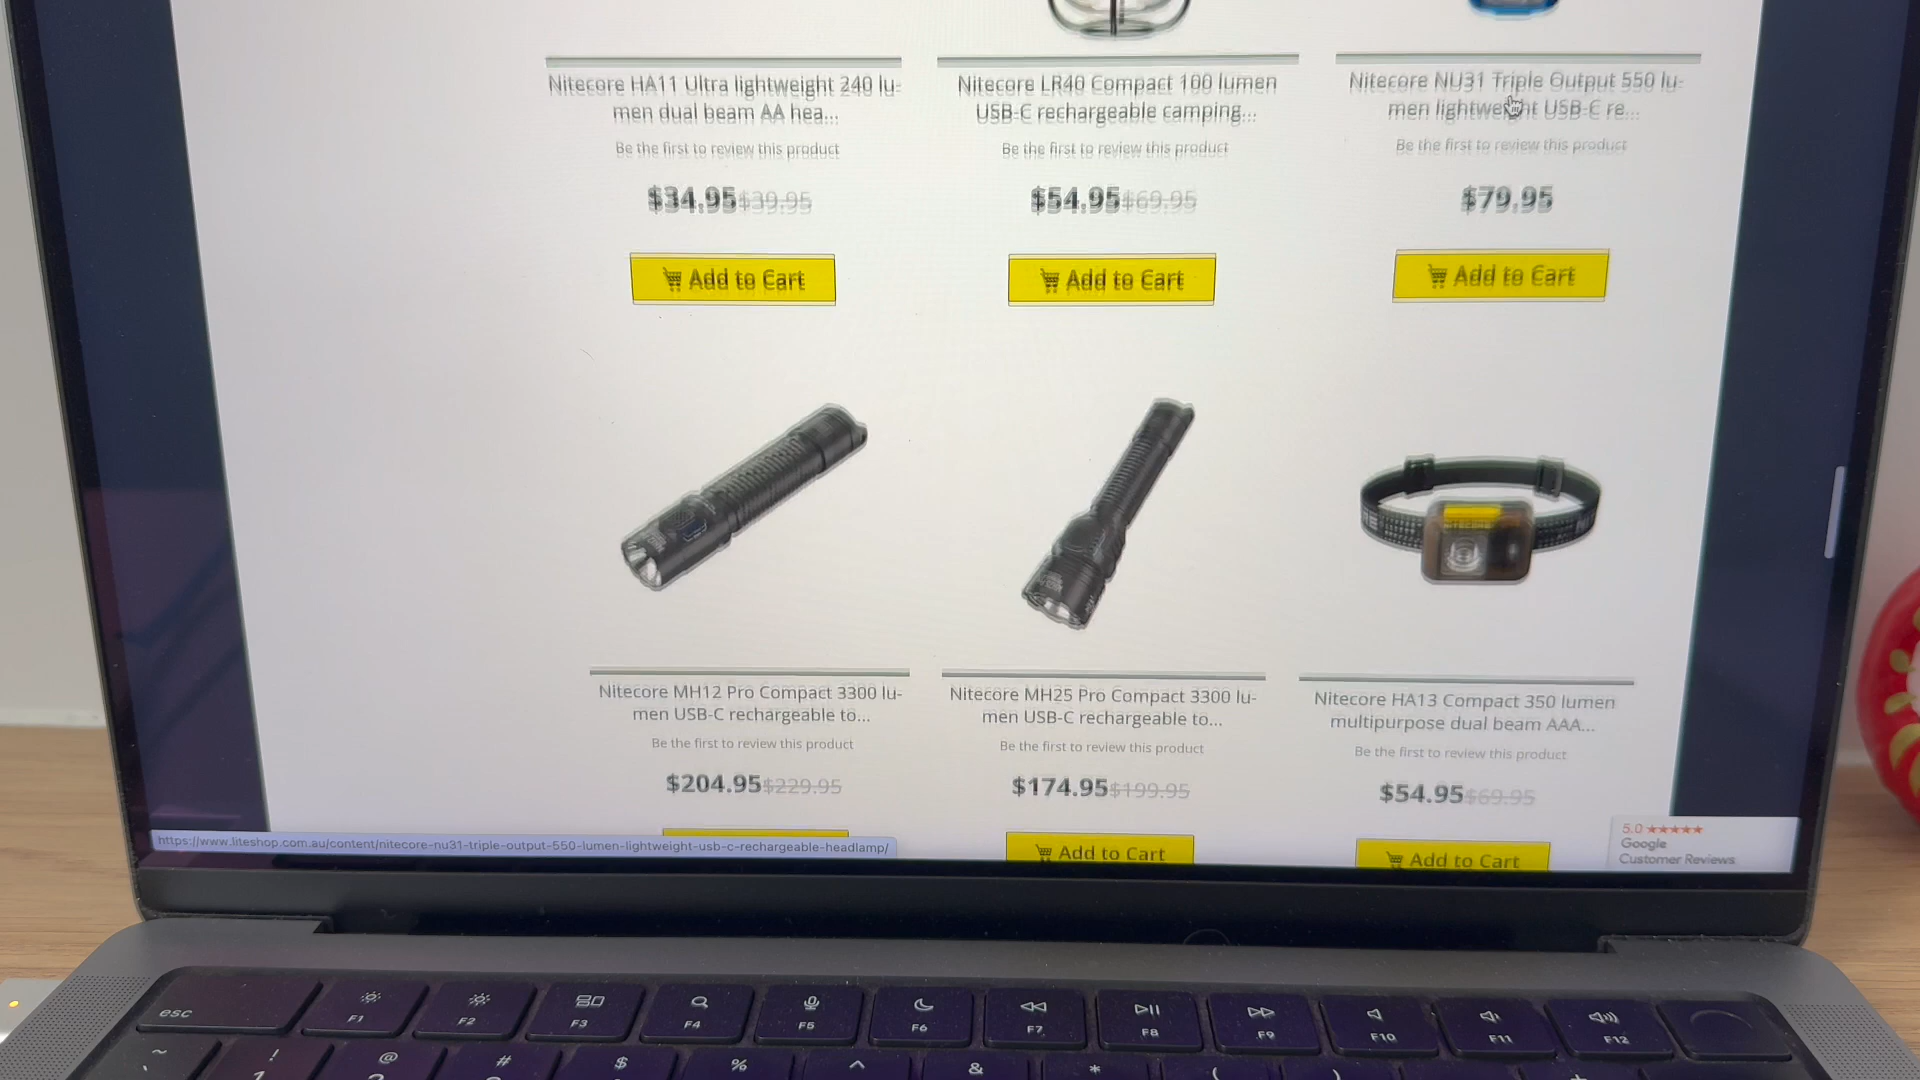 Nitecore HA11 Ultra lightweight 240 lu-
men dual beam AA hea...
Be the first to review this product
$34.95 $39.95
Add to Cart
Nitecore LR40 Compact 100 lumen
USB-C rechargeable camping...
Be the first to review this product
$54.95 $69.95
Add to Cart
Nitecore NU31 Triple Output 550 lu-
men lightweight USB-C re...
Be the first to review this product
$79.95
Add to Cart
NITECORE
Nitecore MH12 Pro Compact 3300 lu-
men USB-C rechargeable to...
Be the first to review this product
$204.95 $229.95
Nitecore MH25 Pro Compact 3300 lu-
men USB-C rechargeable to...
Be the first to review this product
$174.95 $199.95
Add to Cart
Nitecore HA13 Compact 350 lumen
multipurpose dual beam AAA...
Be the first to review this product
$54.95 $69.95
Add to Cart
5.0 ★★★★★
Google
Customer Reviews
https://www.liteshop.com.au/content/nitecore-nu31-triple-output-550-lumen-lightweight-usb-c-rechargeable-headlamp/
esc F1 F2 F3 F4 F5 F6 F7 F8 F9 F10 F11 F12
~ ! @ # $ % ^ & * ( )